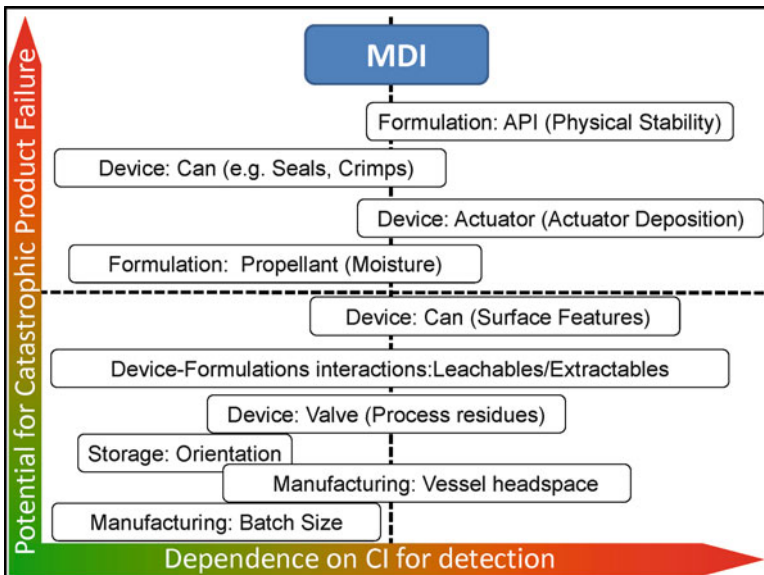 MDI
Formulation: API (Physical Stability)
Device: Can (e.g. Seals, Crimps)
Device: Actuator (Actuator Deposition)
Formulation:  Propellant (Moisture)
Device: Can (Surface Features)
Device-Formulations interactions:Leachables/Extractables
Device: Valve (Process residues)
Storage: Orientation
Manufacturing: Vessel headspace
Manufacturing: Batch Size
Potential for Catastrophic Product Failure
Dependence on CI for detection